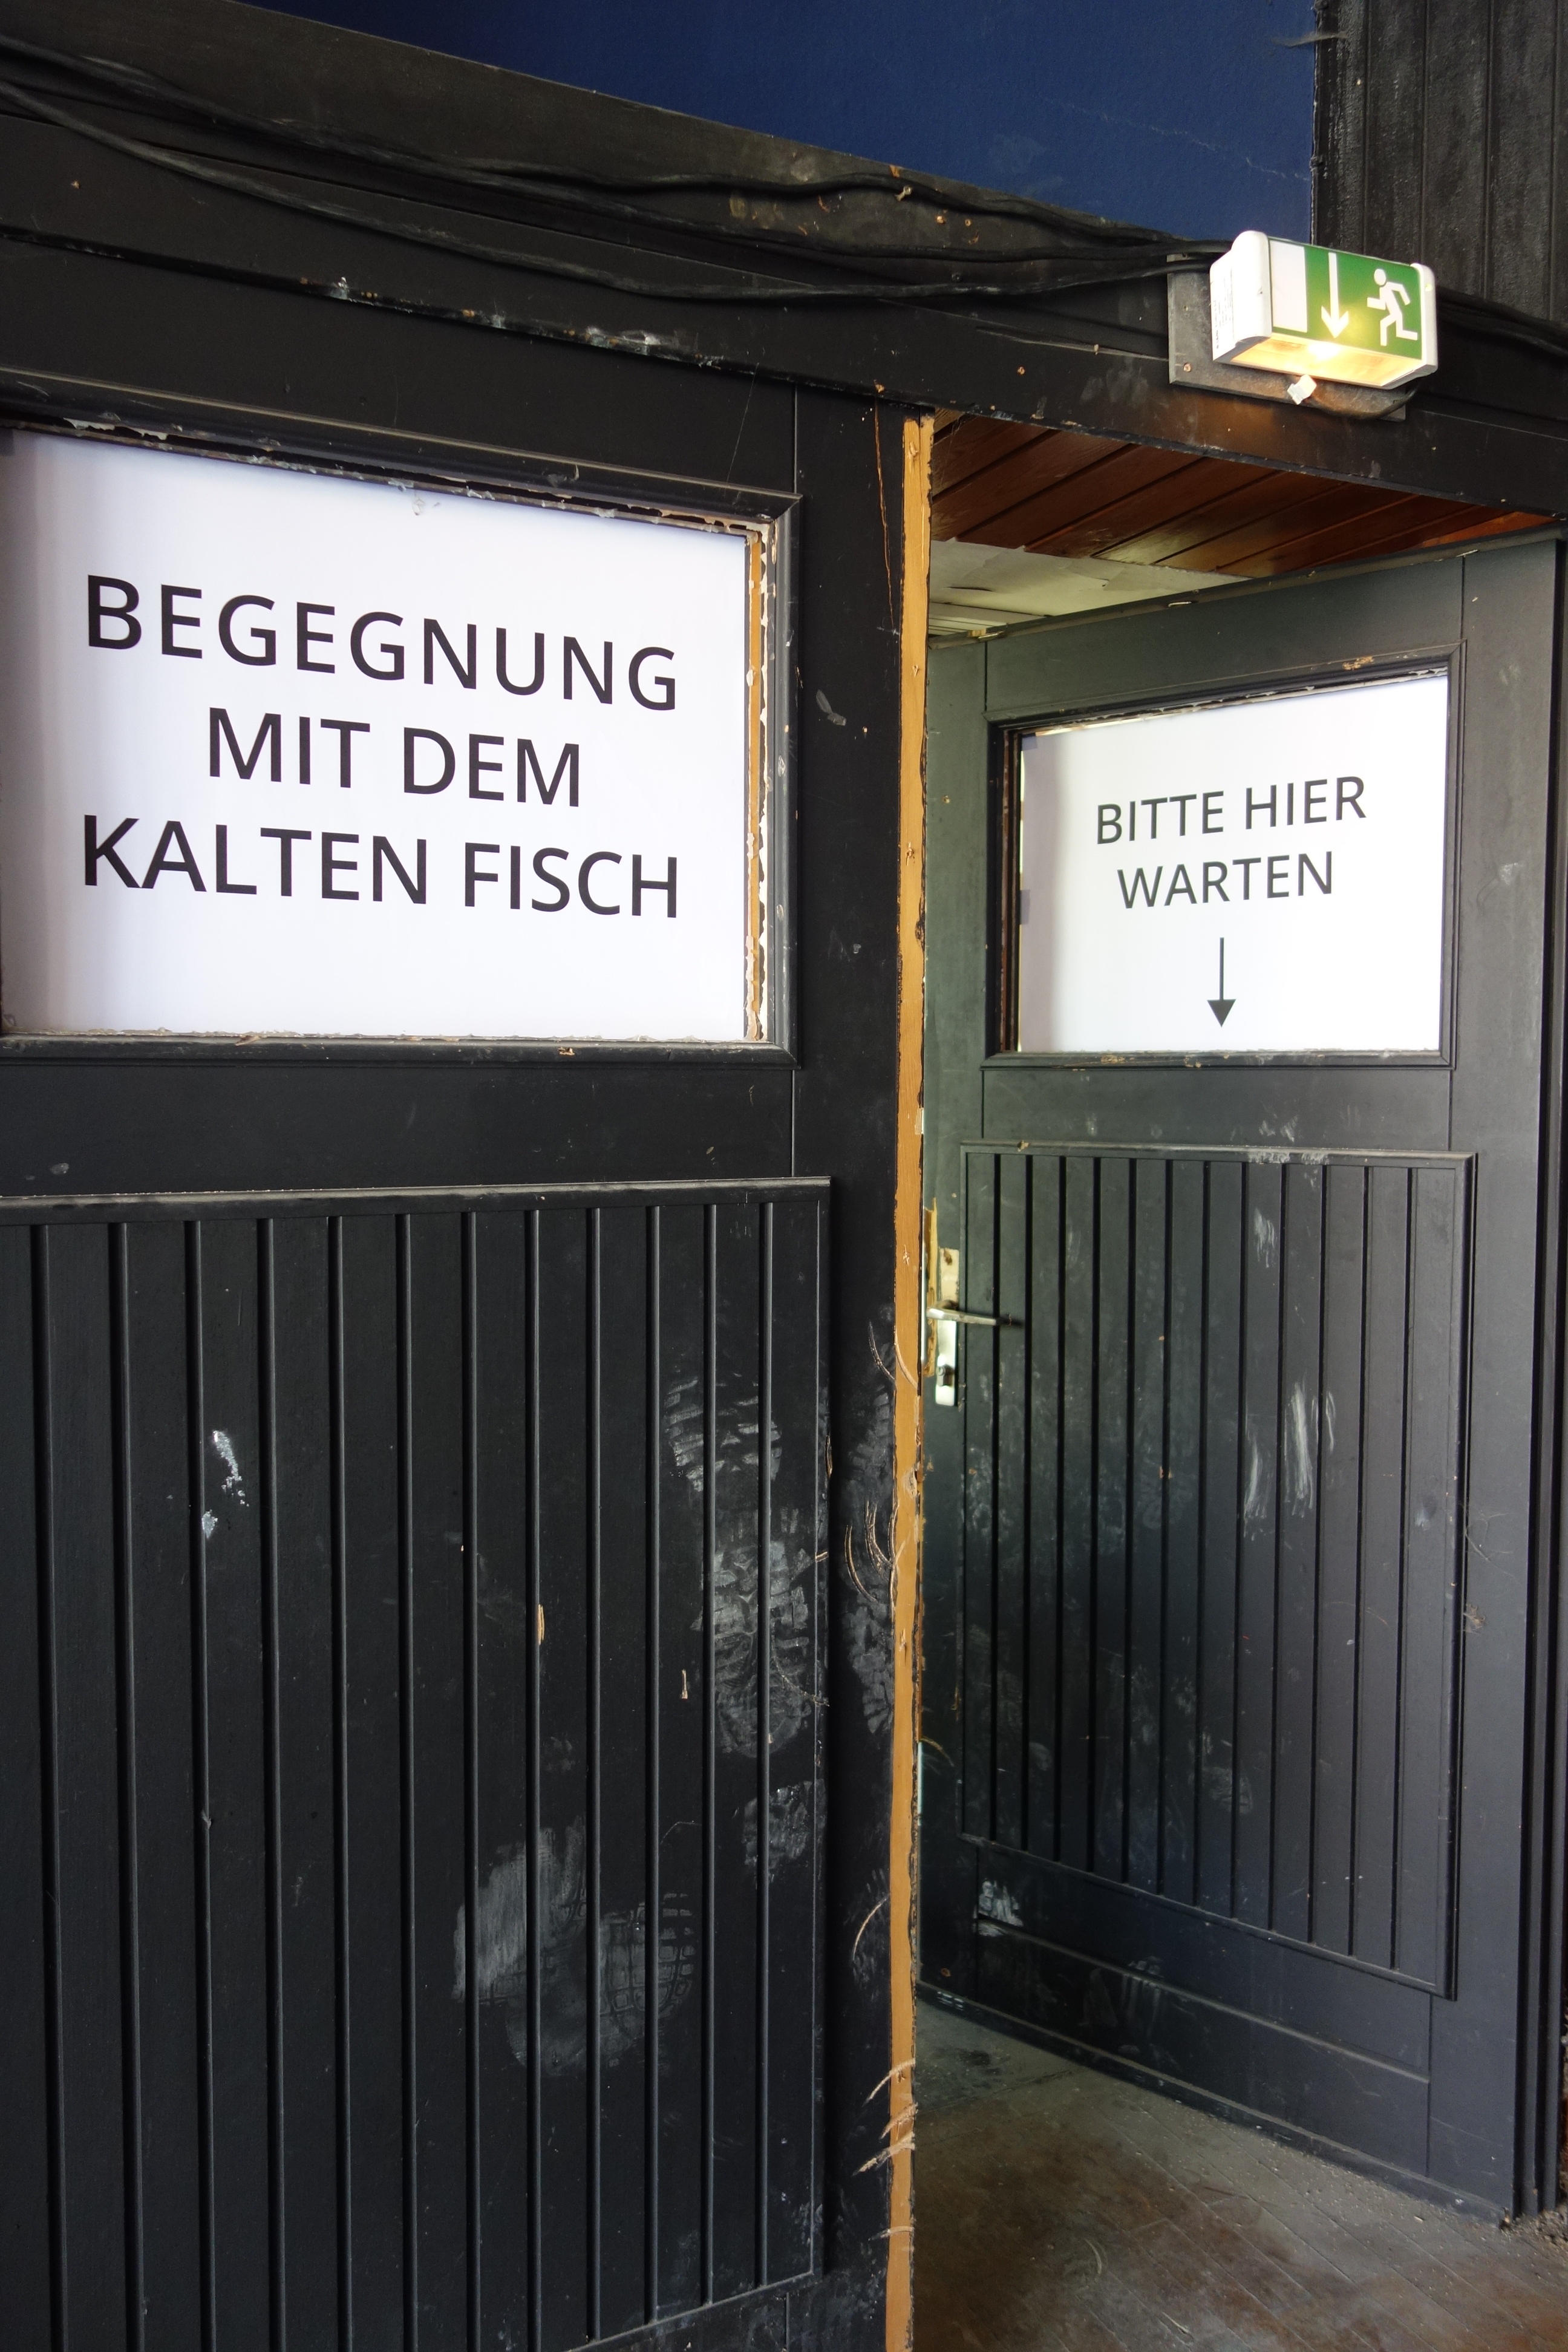 BEGEGNUNG
MIT DEM
KALTEN FISCH
BITTE HIER
WARTEN